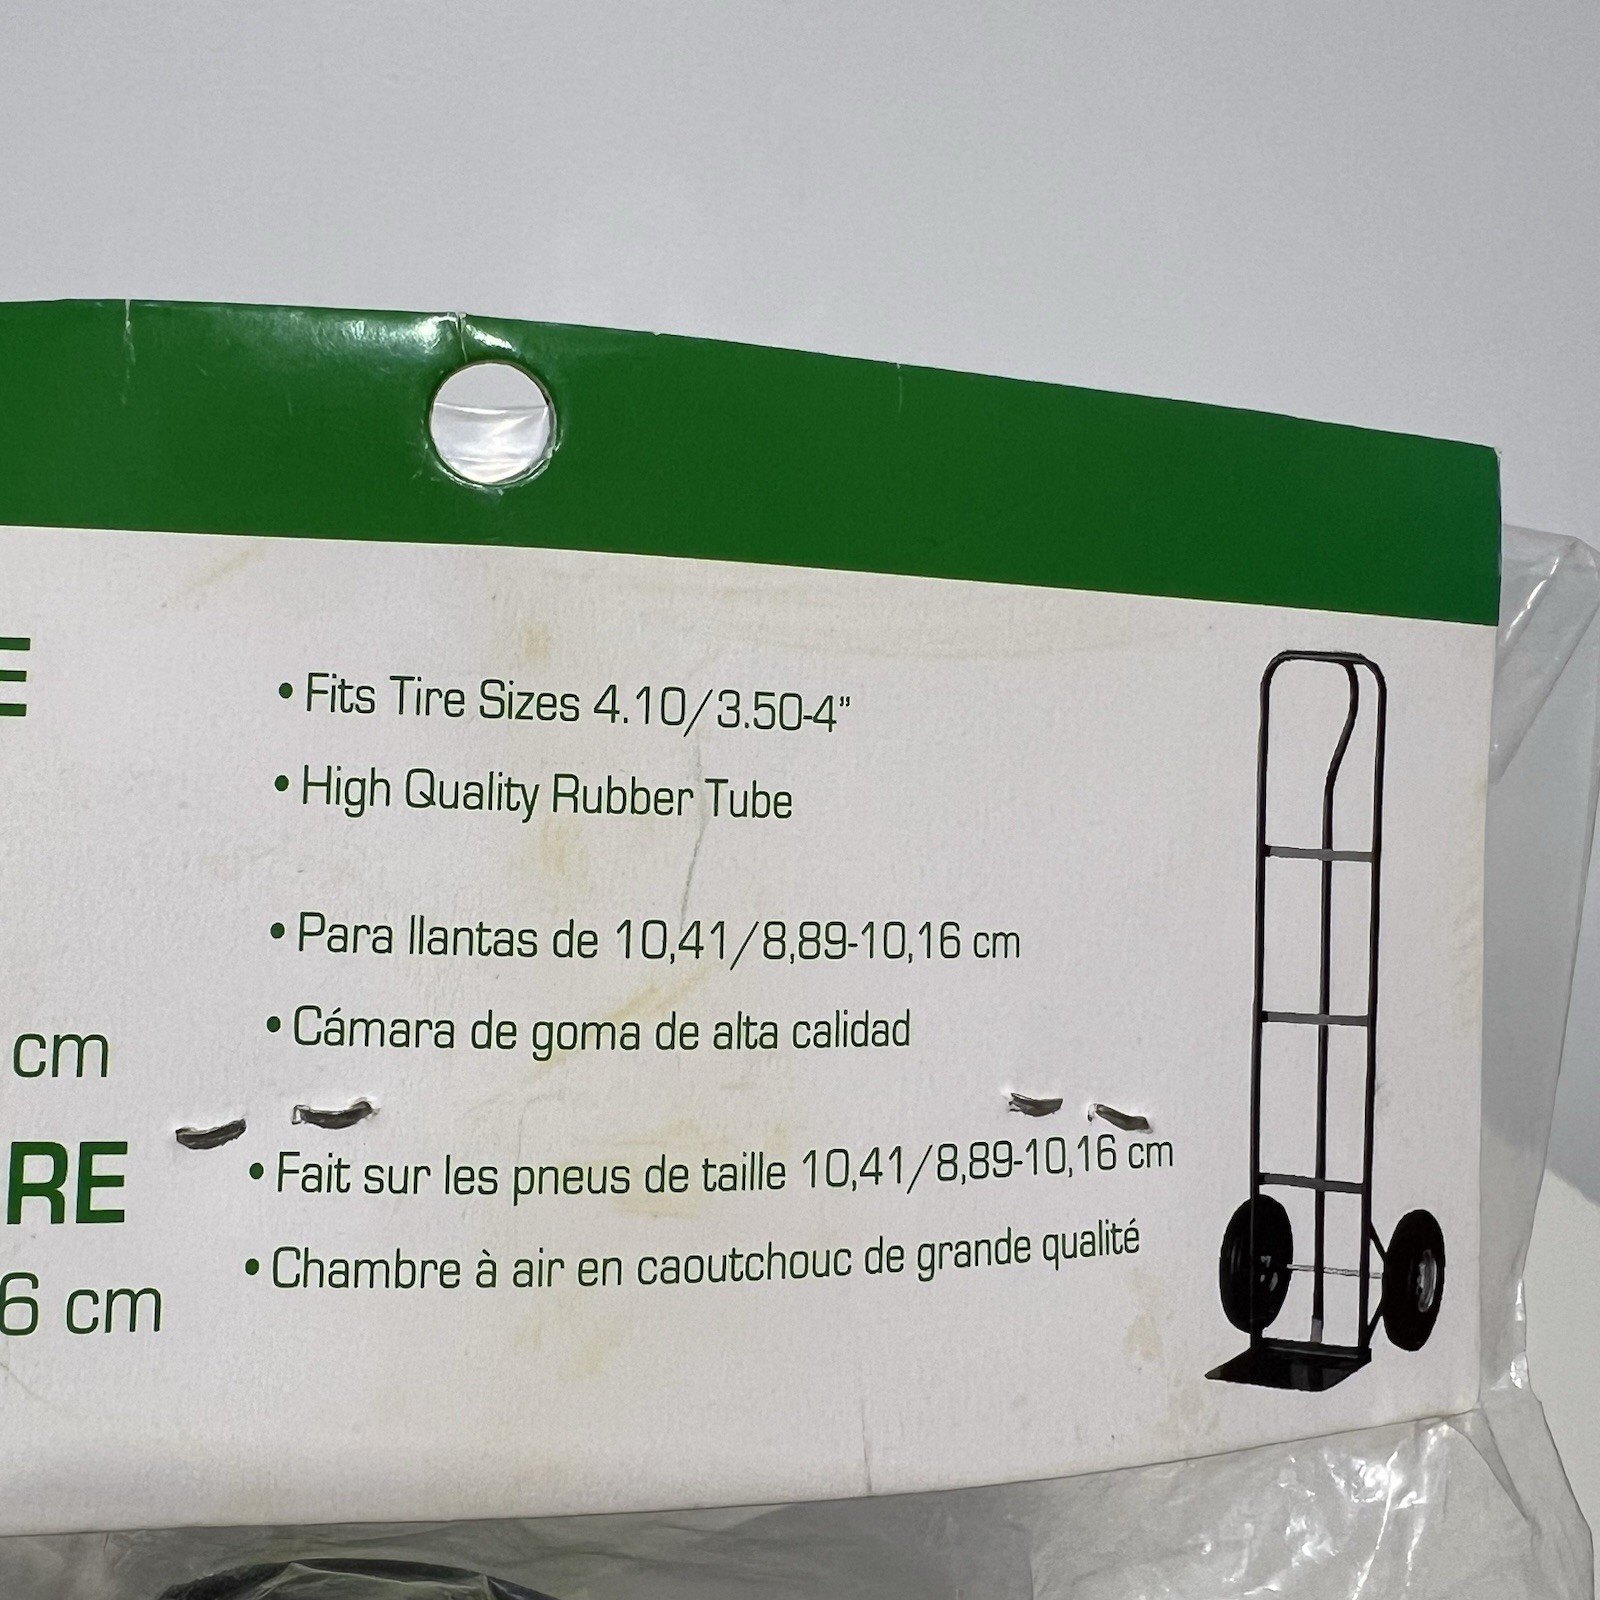 E
• Fits Tire Sizes 4.10/3.50-4”
• High Quality Rubber Tube
• Para llantas de 10,41/8,89-10,16 cm
cm
• Cámara de goma de alta calidad
RE
• Fait sur les pneus de taille 10,41/8,89-10,16 cm
6 cm
• Chambre à air en caoutchouc de grande qualité